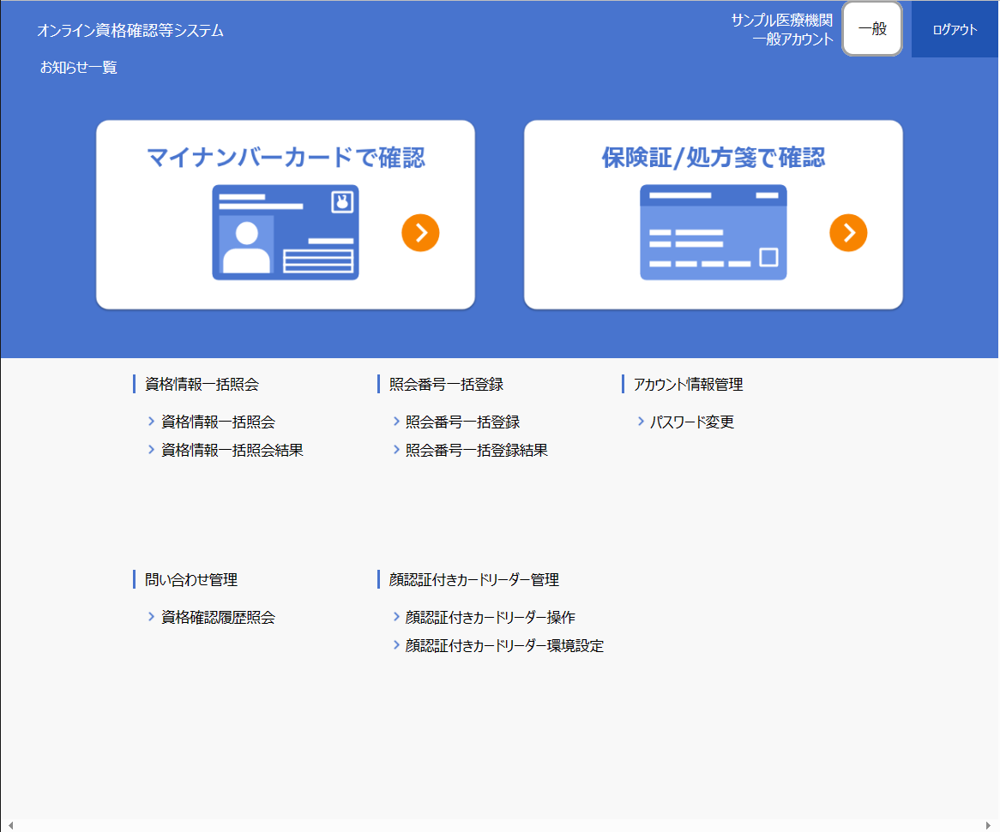 オンライン資格確認等システム
サンプル医療機関
一般アカウント
一般
ログアウト
お知らせ一覧
マイナンバーカードで確認
保険証/処方箋で確認
資格情報一括照会
資格情報一括照会
資格情報一括照会結果
照会番号一括登録
照会番号一括登録
照会番号一括登録結果
アカウント情報管理
パスワード変更
問い合わせ管理
資格確認履歴照会
顔認証付きカードリーダー管理
顔認証付きカードリーダー操作
顔認証付きカードリーダー環境設定